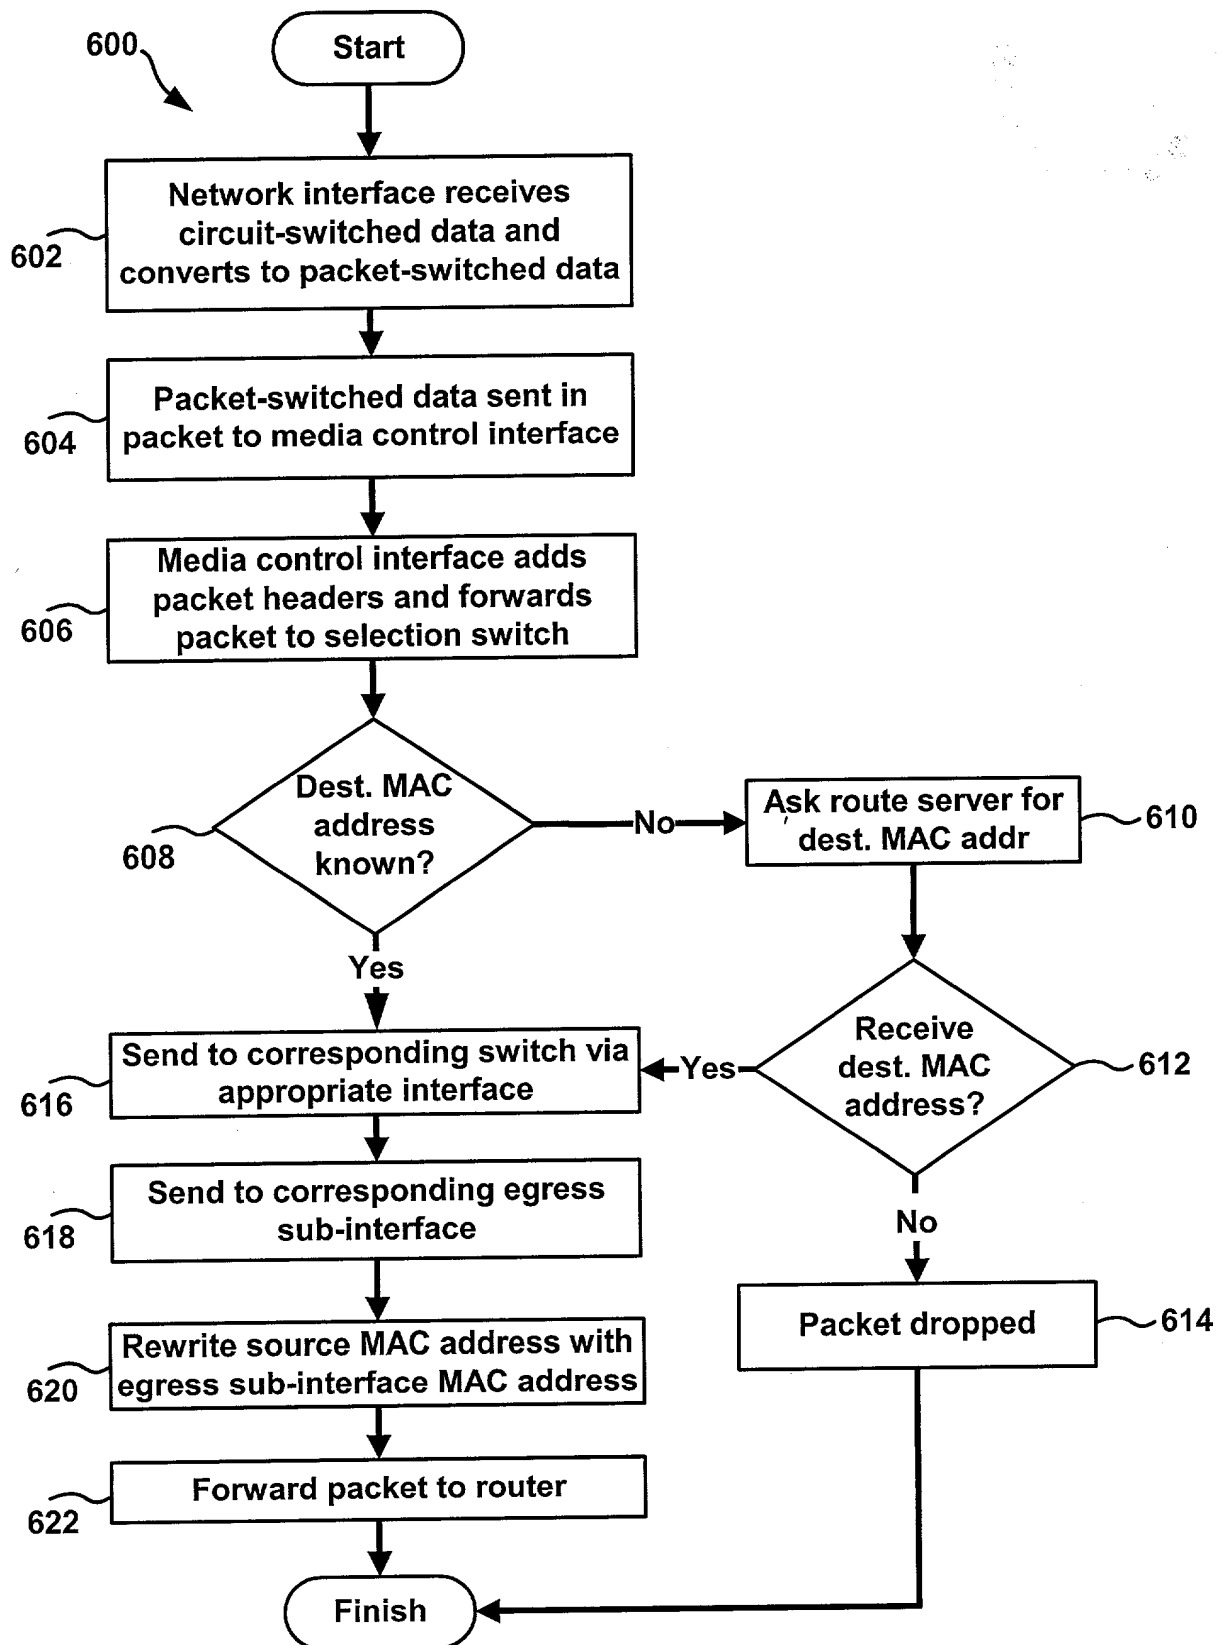 600
Start
Network interface receives
circuit-switched data and
converts to packet-switched data
602
Packet-switched data sent in
packet to media control interface
604
Media control interface adds
packet headers and forwards
packet to selection switch
606
Dest. MAC
address
known?
608
No
Ask route server for
dest. MAC addr
610
Yes
Receive
dest. MAC
address?
612
Yes
Send to corresponding switch via
appropriate interface
616
Send to corresponding egress
sub-interface
618
No
Packet dropped
614
Rewrite source MAC address with
egress sub-interface MAC address
620
Forward packet to router
622
Finish